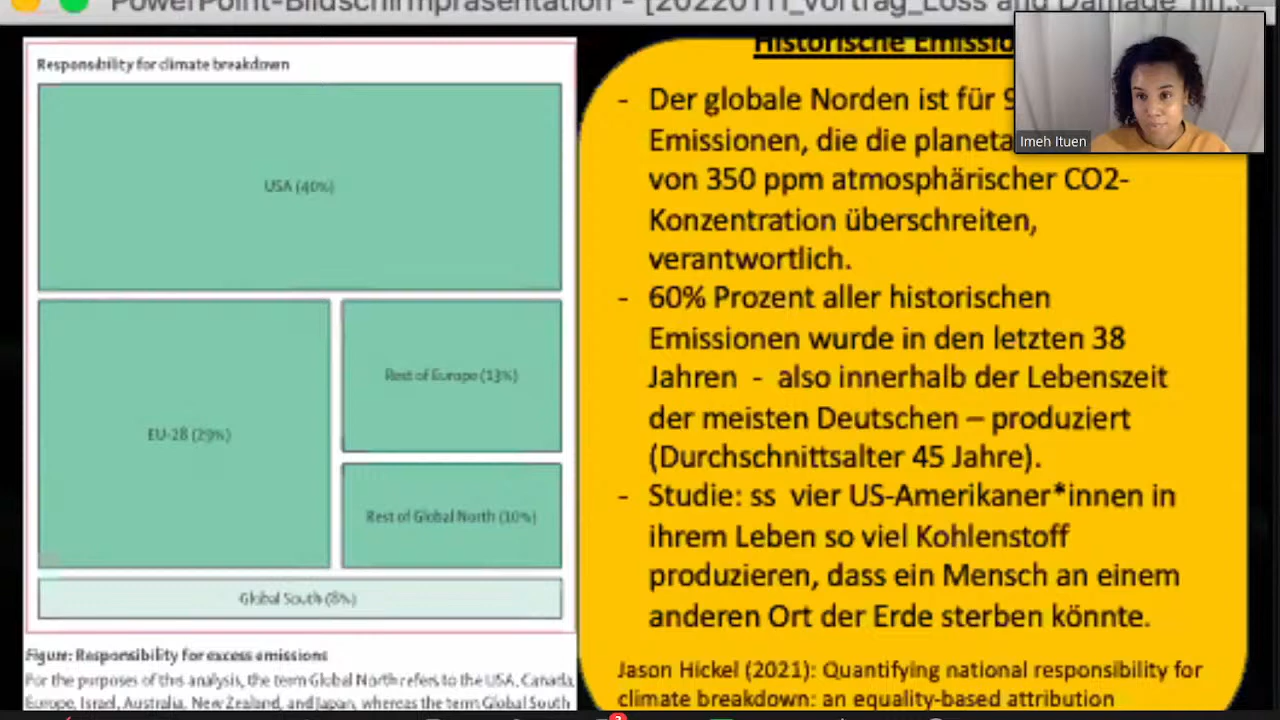 PowerPoint-Bildschirmpräsentation - [20220111_Vortrag_Loss and Damage_fin...
Responsibility for climate breakdown
USA (40%)
EU-28 (29%)
Rest of Europe (13%)
Rest of Global North (10%)
Global South (8%)
Figure: Responsibility for excess emissions
For the purposes of this analysis, the term Global North refers to the USA, Canada,
Europe, Israel, Australia, New Zealand, and Japan, whereas the term Global South
Historische
- Der globale Norden ist für
Emissionen, die die
von 350 ppm atmosphärischer CO2-
Konzentration überschreiten,
verantwortlich.
- 60% Prozent aller historischen
Emissionen wurde in den letzten 38
Jahren - also innerhalb der Lebenszeit
der meisten Deutschen – produziert
(Durchschnittsalter 45 Jahre).
- Studie: ss vier US-Amerikaner*innen in
ihrem Leben so viel Kohlenstoff
produzieren, dass ein Mensch an einem
anderen Ort der Erde sterben könnte.
Jason Hickel (2021): Quantifying national responsibility for
climate breakdown: an equality-based attribution
Imeh Ituen